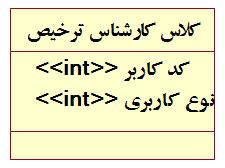 کلاس کارشناس ترخیص
کد کاربر <<int>>
نوع کاربری <<int>>